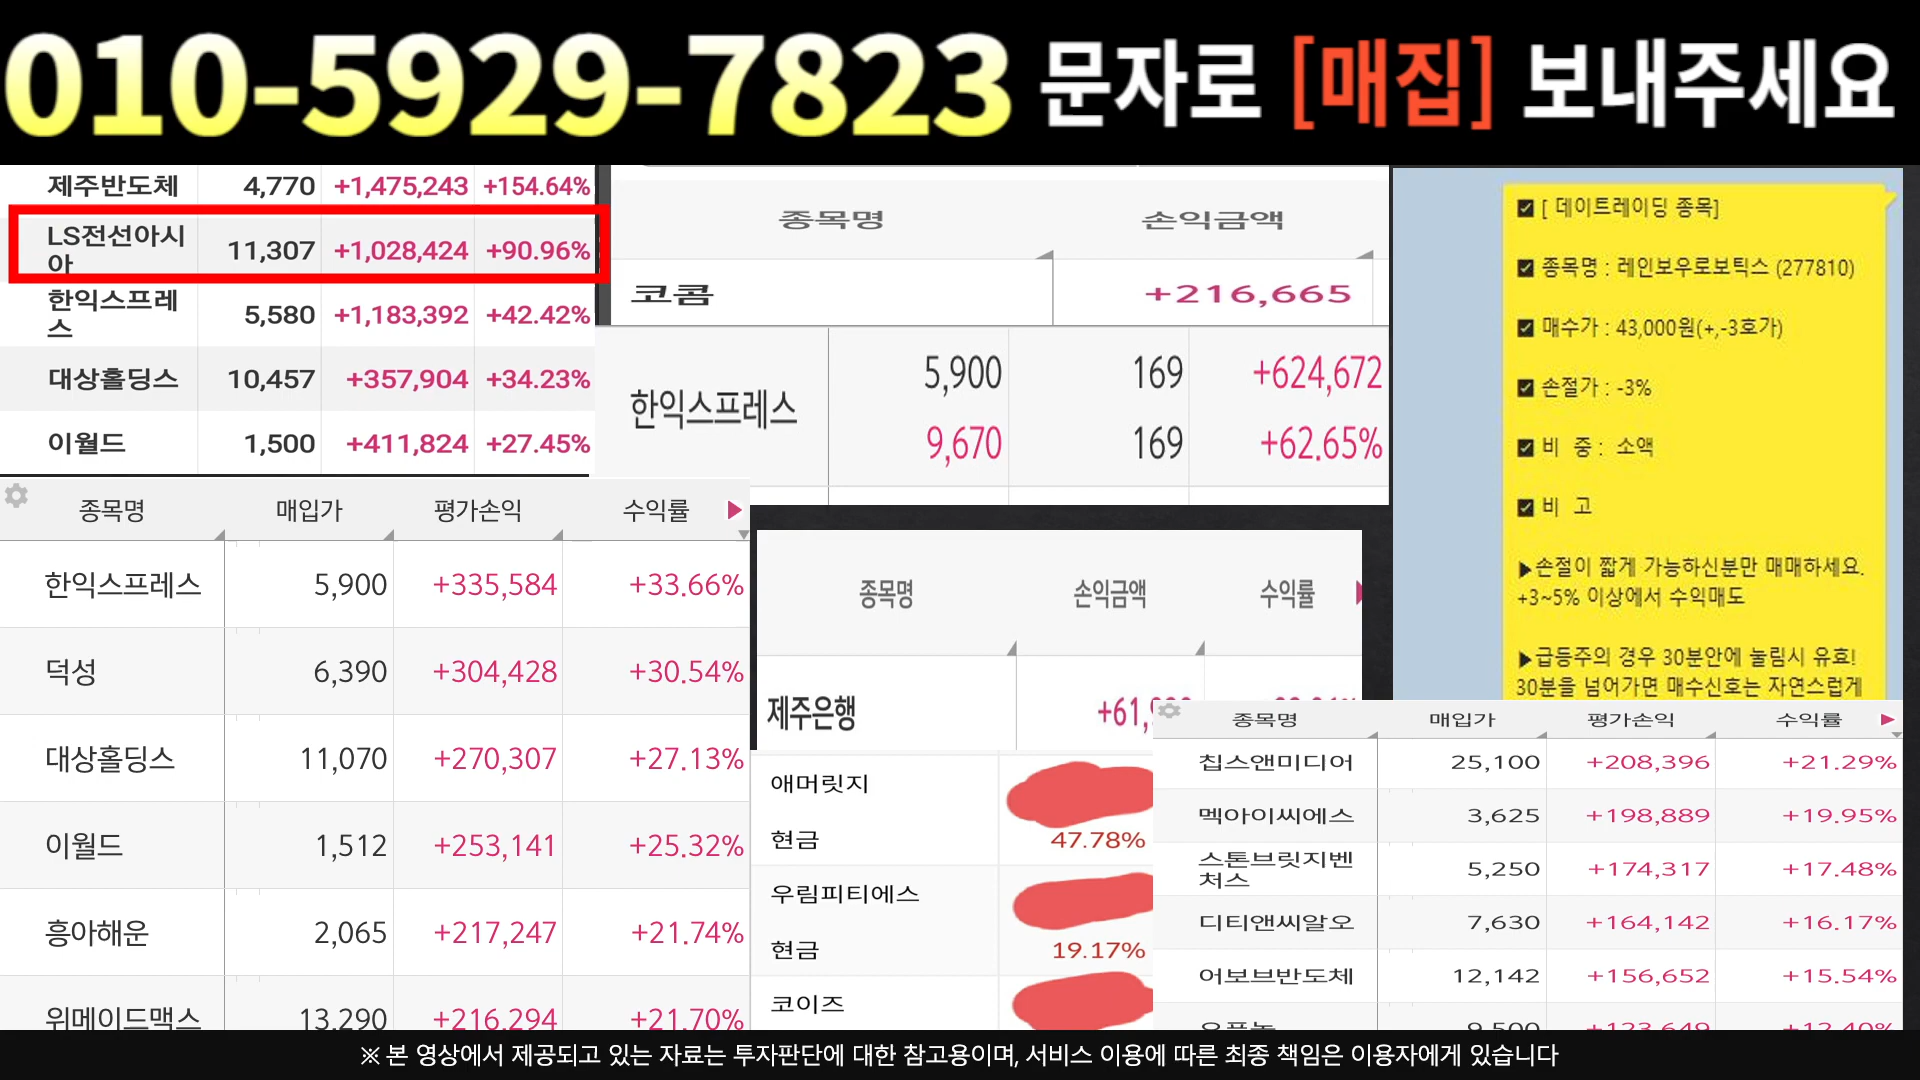 010-5929-7823 문자로 [매집] 보내주세요
제주반도체 4,770 +1,475,243 +154.64%
LS전선아시
아 11,307 +1,028,424 +90.96%
한익스프레
스 5,580 +1,183,392 +42.42%
대상홀딩스 10,457 +357,904 +34.23%
이월드 1,500 +411,824 +27.45%
종목명 손익금액
코콤 +216,665
한익스프레스 5,900 169 +624,672
9,670 169 +62.65%
[ 데이트레이딩 종목]
종목명 : 레인보우로보틱스 (277810)
매수가 : 43,000원(+,-3호가)
손절가 : -3%
비 중 : 소액
비 고
▶손절이 짧게 가능하신분만 매매하세요.
+3~5% 이상에서 수익매도
▶급등주의 경우 30분안에 눌림시 유효!
30분을 넘어가면 매수신호는 자연스럽게
종목명 매입가 평가손익 수익률
한익스프레스 5,900 +335,584 +33.66%
덕성 6,390 +304,428 +30.54%
대상홀딩스 11,070 +270,307 +27.13%
이월드 1,512 +253,141 +25.32%
흥아해운 2,065 +217,247 +21.74%
위메이드맥스 13,290 +216,294 +21.70%
종목명 손익금액 수익률
제주은행 +61,
애머릿지
현금 47.78%
우림피티에스
현금 19.17%
코이즈
종목명 매입가 평가손익 수익률
칩스앤미디어 25,100 +208,396 +21.29%
멕아이씨에스 3,625 +198,889 +19.95%
스톤브릿지벤
처스 5,250 +174,317 +17.48%
디티앤씨알오 7,630 +164,142 +16.17%
어보브반도체 12,142 +156,652 +15.54%
※ 본 영상에서 제공되고 있는 자료는 투자판단에 대한 참고용이며, 서비스 이용에 따른 최종 책임은 이용자에게 있습니다